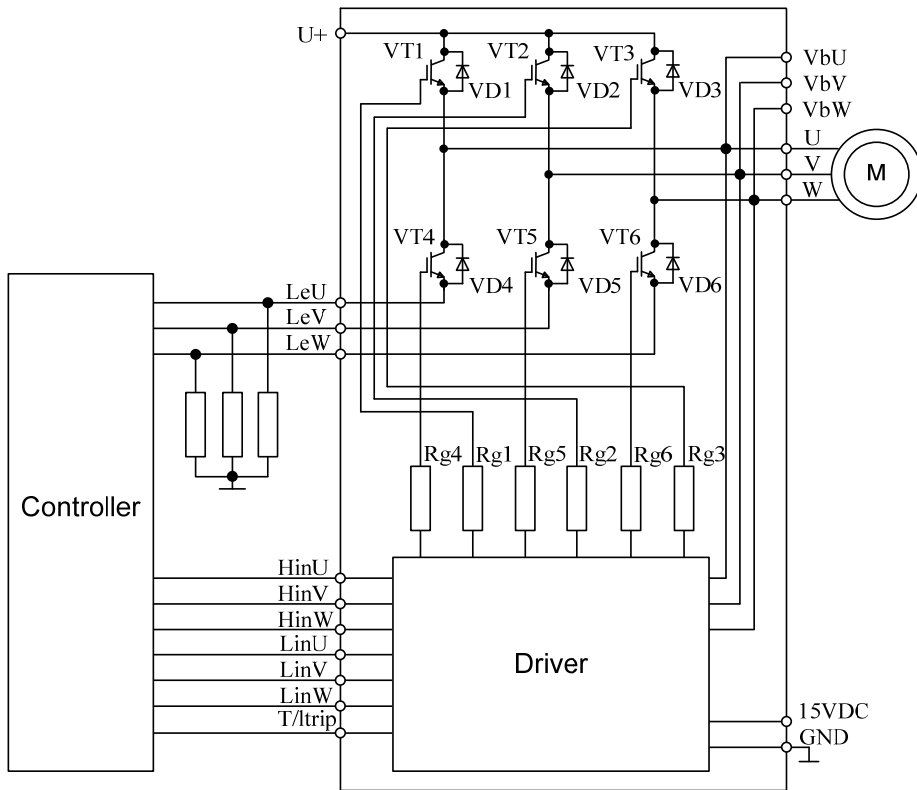 U+
VT1
VT2
VT3
VD1
VD2
VD3
VbU
VbV
VbW
U
V
W
M
VT4
VT5
VT6
VD4
VD5
VD6
LeU
LeV
LeW
Rg4
Rg1
Rg5
Rg2
Rg6
Rg3
Controller
HinU
HinV
HinW
LinU
LinV
LinW
T/ltrip
Driver
15VDC
GND